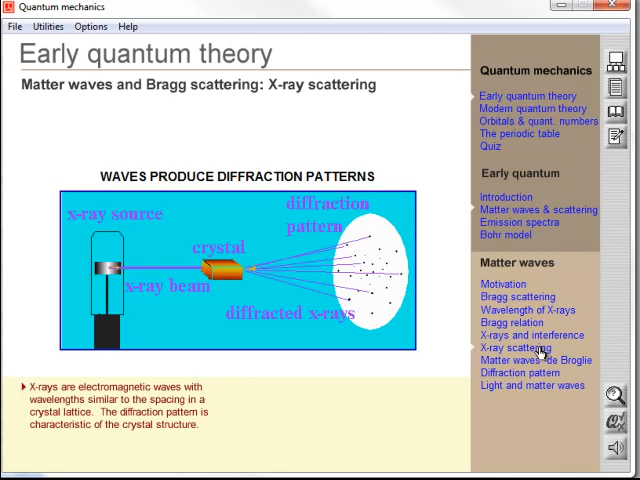 Quantum mechanics
File Utilities Options Help
Early quantum theory
Matter waves and Bragg scattering: X-ray scattering
WAVES PRODUCE DIFFRACTION PATTERNS
x-ray source
diffraction
pattern
crystal
x-ray beam
diffracted x-rays
X-rays are electromagnetic waves with
wavelengths similar to the spacing in a
crystal lattice. The diffraction pattern is
characteristic of the crystal structure.
Quantum mechanics
Early quantum theory
Modern quantum theory
Orbitals & quant. numbers
The periodic table
Quiz
Early quantum
Introduction
Matter waves & scattering
Emission spectra
Bohr model
Matter waves
Motivation
Bragg scattering
Wavelength of X-rays
Bragg relation
X-rays and interference
X-ray scattering
Matter waves de Broglie
Diffraction pattern
Light and matter waves